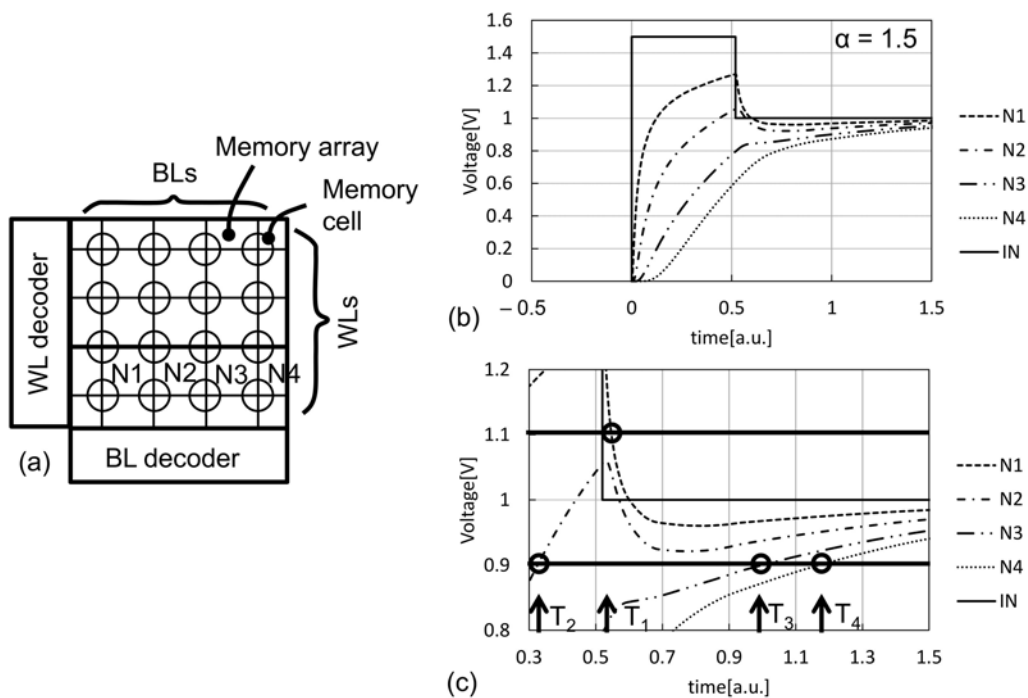 BLs
Memory array
Memory cell
WL decoder
WLs
N1 N2 N3 N4
BL decoder
(a)
α = 1.5
1.6
1.4
1.2
1
0.8
0.6
0.4
0.2
0
Voltage[V]
– 0.5 0 0.5 1 1.5
time[a.u.]
N1
N2
N3
N4
IN
(b)
1.2
1.1
1
0.9
0.8
Voltage[V]
T2 T1 T3 T4
0.3 0.5 0.7 0.9 1.1 1.3 1.5
time[a.u.]
N1
N2
N3
N4
IN
(c)